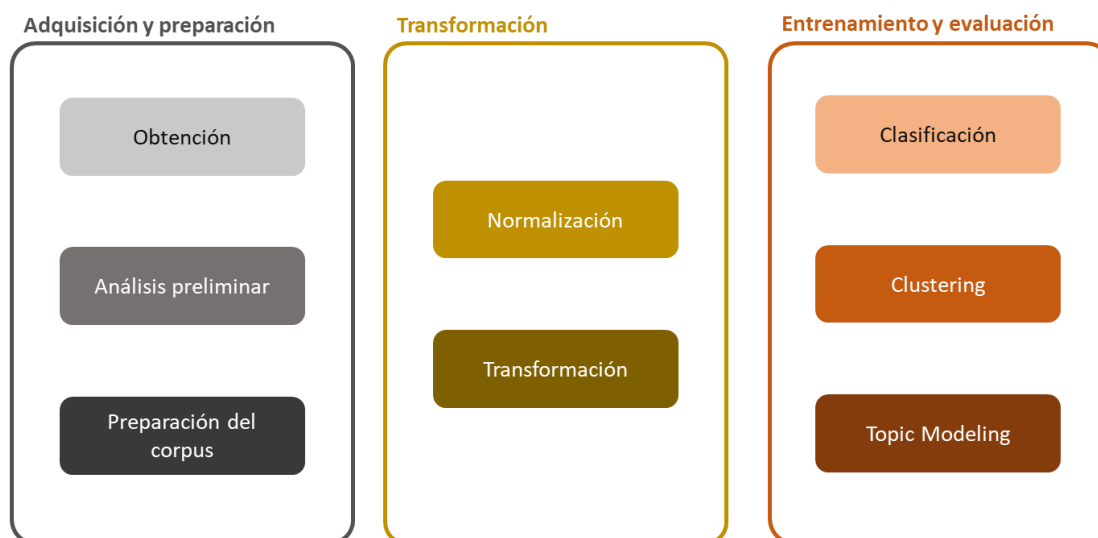 Adquisición y preparación
Obtención
Análisis preliminar
Preparación del
corpus
Transformación
Normalización
Transformación
Entrenamiento y evaluación
Clasificación
Clustering
Topic Modeling